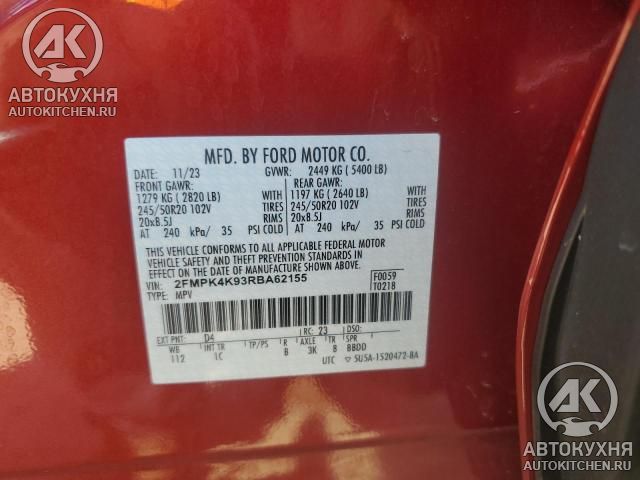 AK
АВТОКУХНЯ
AUTOKITCHEN.RU
MFD. BY FORD MOTOR CO.
DATE: 11/23 GVWR: 2449 KG ( 5400 LB)
FRONT GAWR: REAR GAWR:
1279 KG ( 2820 LB) WITH 1197 KG ( 2640 LB) WITH
245/50R20 102V TIRES 245/50R20 102V TIRES
20x8.5J RIMS 20x8.5J RIMS
AT 240 kPa/ 35 PSI COLD AT 240 kPa/ 35 PSI COLD
THIS VEHICLE CONFORMS TO ALL APPLICABLE FEDERAL MOTOR
VEHICLE SAFETY AND THEFT PREVENTION STANDARDS IN
EFFECT ON THE DATE OF MANUFACTURE SHOWN ABOVE.
VIN: 2FMPK4K93RBA62155 F0059
TYPE: MPV T0218
EXT PNT: D4 RC: 23 DSO:
WB INT TR TP/PS R AXLE TR SPR
112 1C B 3K 8 BBDD
UTC 5U5A-1520472-BA
AK
АВТОКУХНЯ
AUTOKITCHEN.RU